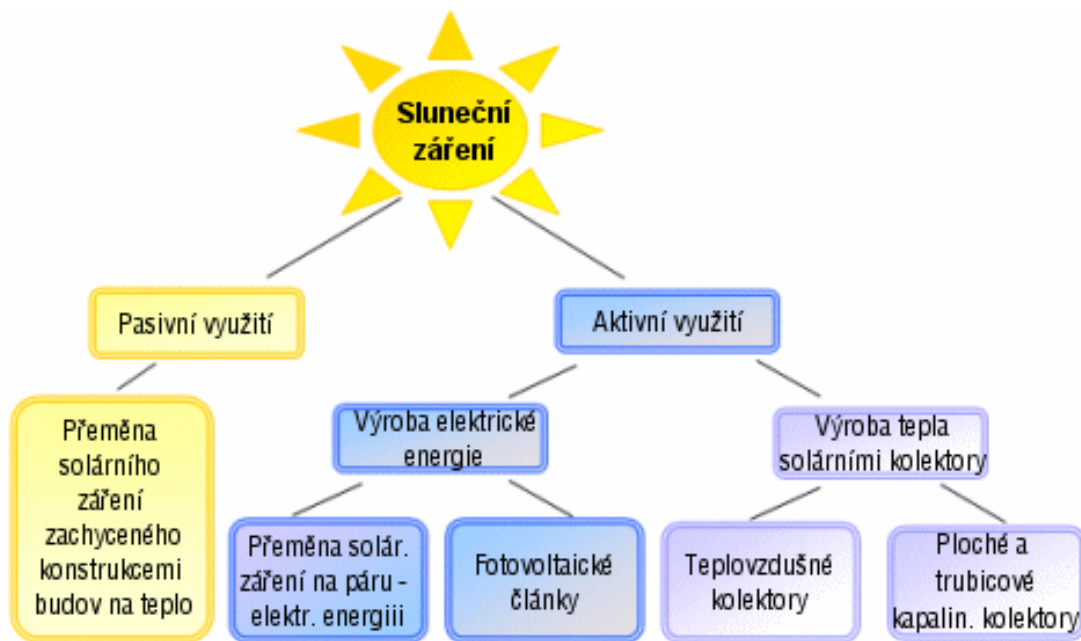 Sluneční
záření
Pasivní využití
Aktivní využití
Přeměna
solárního
záření
zachyceného
konstrukcemi
budov na teplo
Výroba elektrické
energie
Výroba tepla
solárními kolektory
Přeměna solár.
záření na páru -
elektr. energiii
Fotovoltaické
články
Teplovzdušné
kolektory
Ploché a
trubicové
kapalin. kolektory